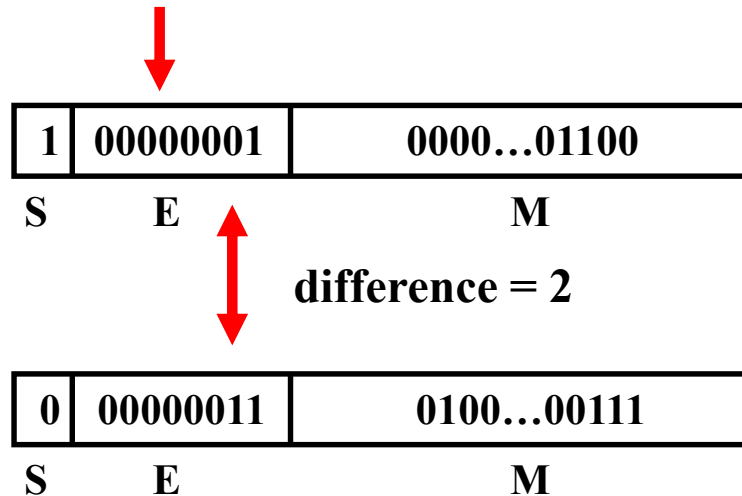 1 00000001 0000…01100
S E M
difference = 2
0 00000011 0100…00111
S E M